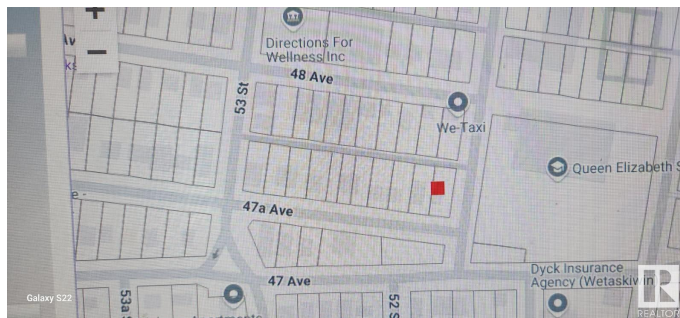 Directions For
Wellness Inc
48 Ave
53 St
We-Taxi
Queen Elizabeth S
47a Ave
47 Ave
Dyck Insurance
Agency (Wetaskiwin
53a S
52 S
Galaxy S22
REALTOR